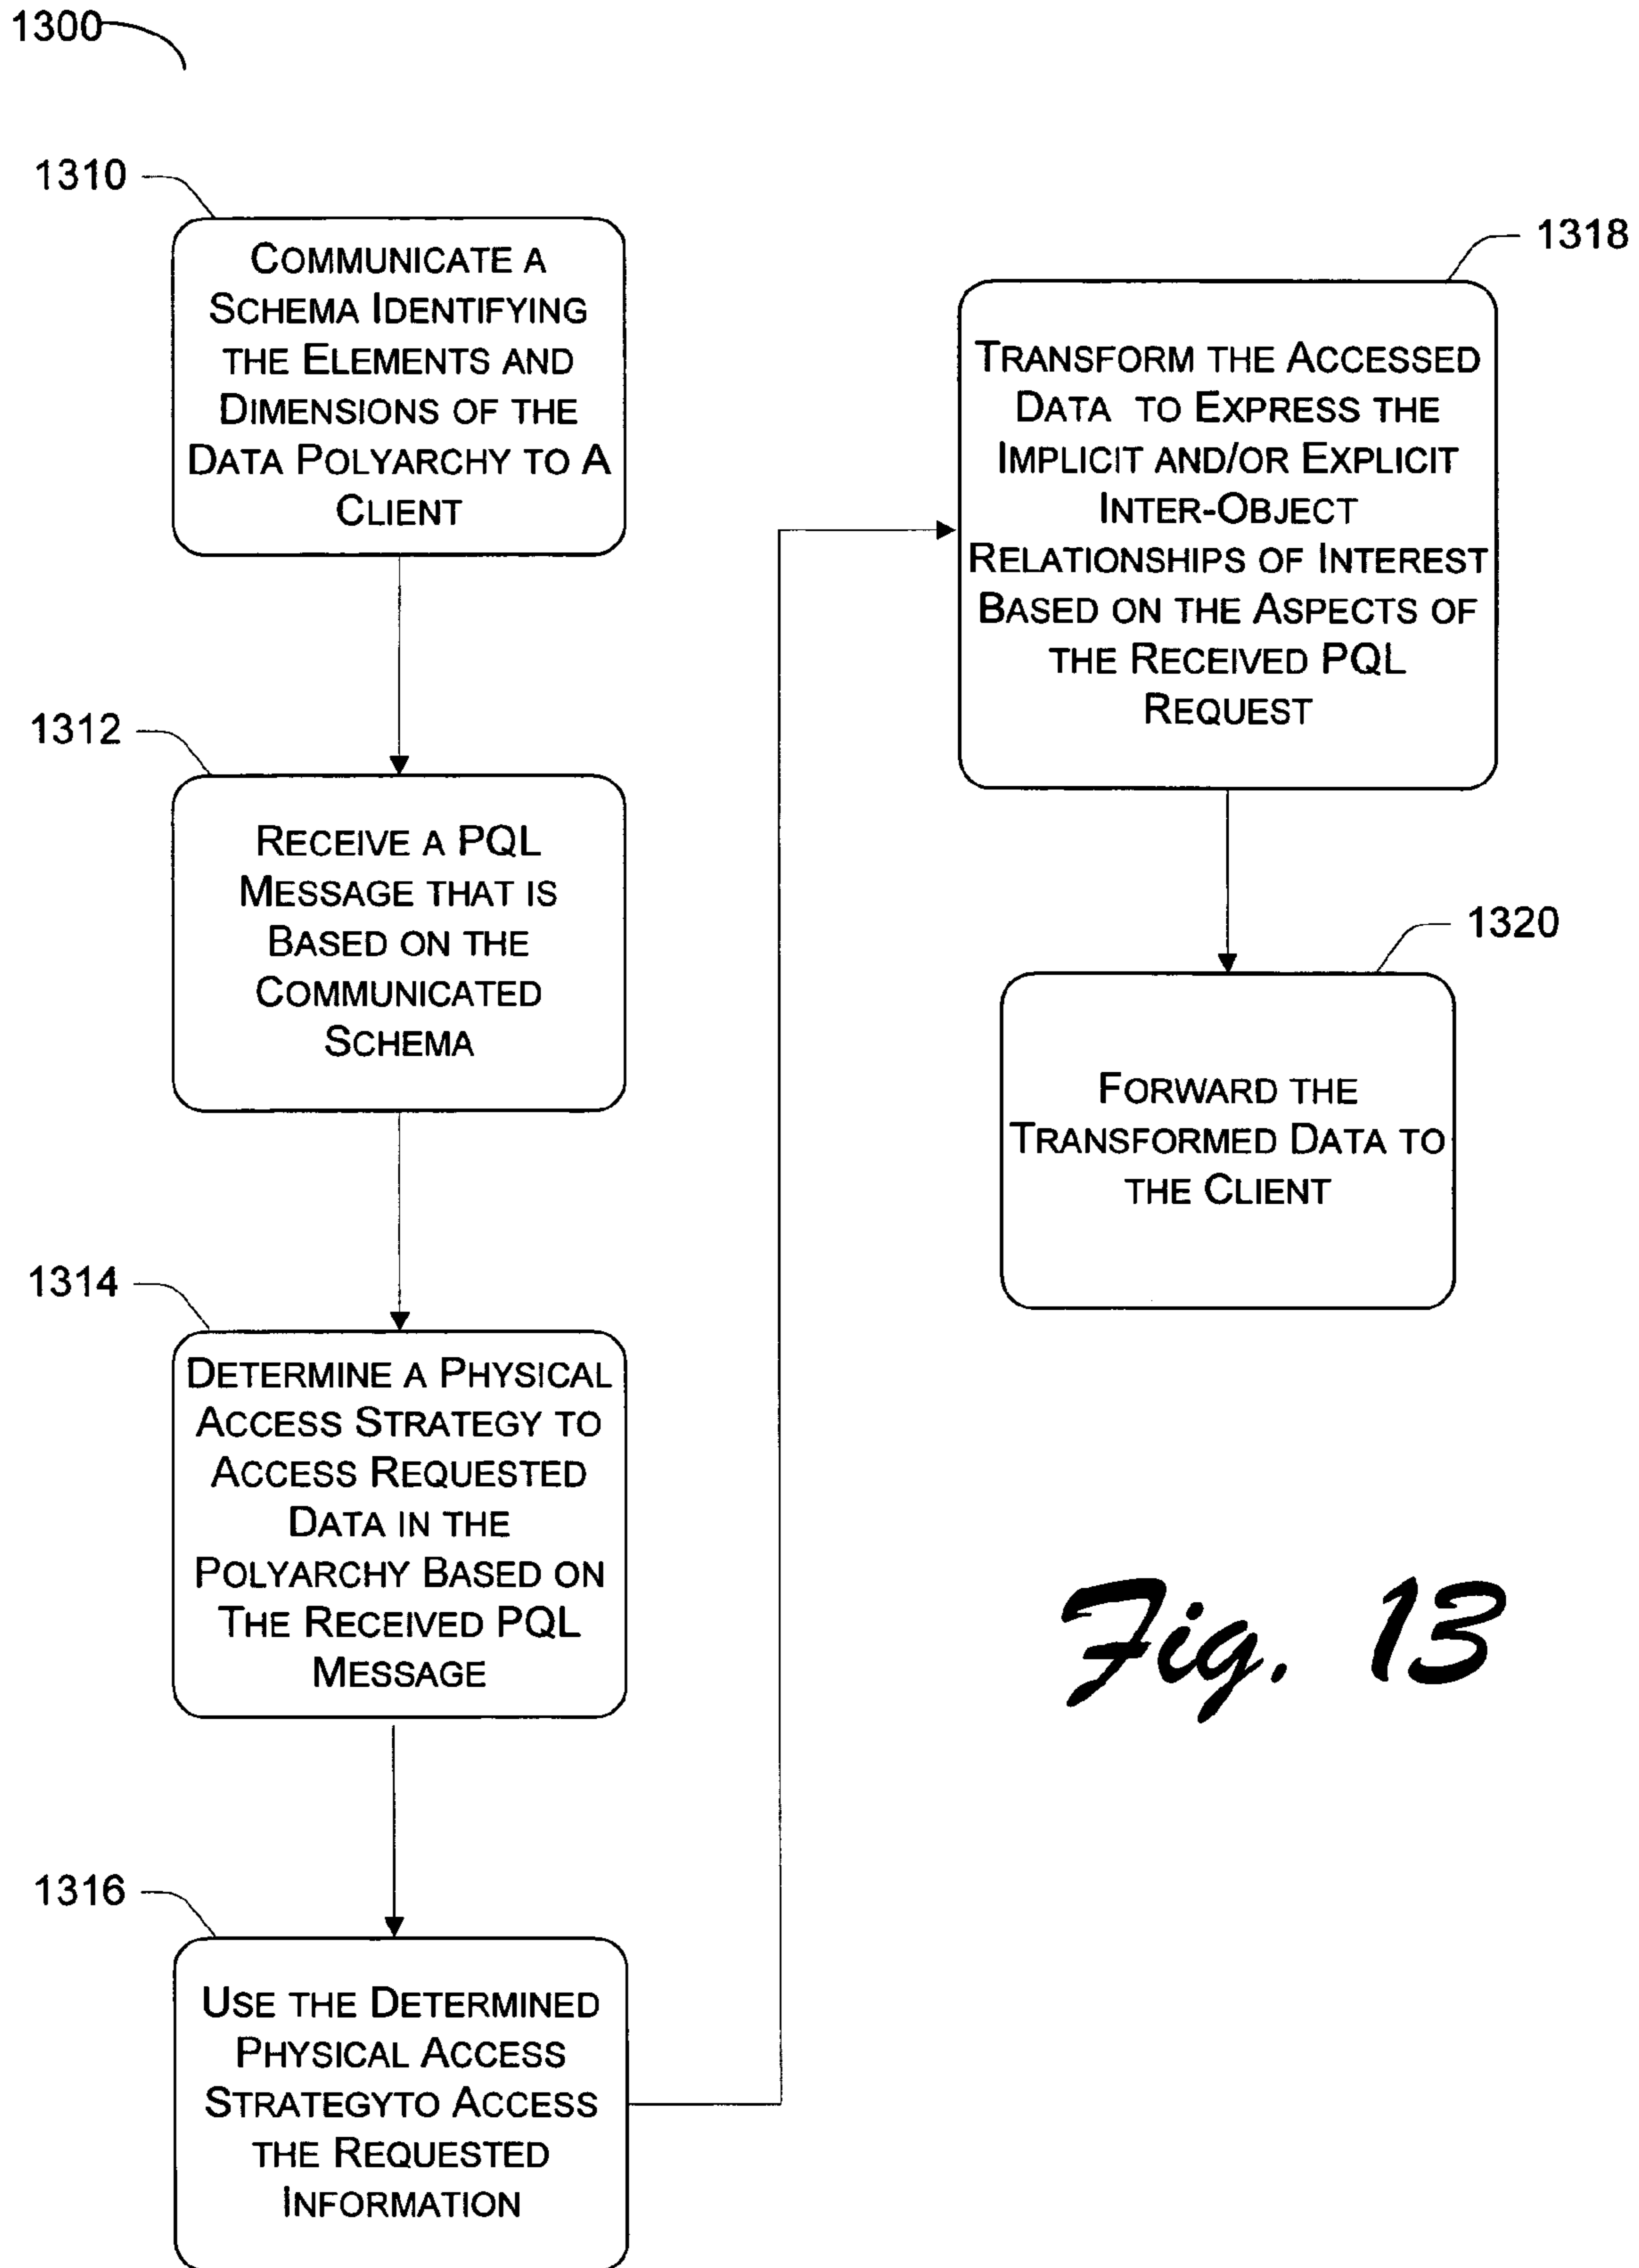 1300
1310
COMMUNICATE A
SCHEMA IDENTIFYING
THE ELEMENTS AND
DIMENSIONS OF THE
DATA POLYARCHY TO A
CLIENT
1312
RECEIVE A PQL
MESSAGE THAT IS
BASED ON THE
COMMUNICATED
SCHEMA
1314
DETERMINE A PHYSICAL
ACCESS STRATEGY TO
ACCESS REQUESTED
DATA IN THE
POLYARCHY BASED ON
THE RECEIVED PQL
MESSAGE
1316
USE THE DETERMINED
PHYSICAL ACCESS
STRATEGYTO ACCESS
THE REQUESTED
INFORMATION
1318
TRANSFORM THE ACCESSED
DATA TO EXPRESS THE
IMPLICIT AND/OR EXPLICIT
INTER-OBJECT
RELATIONSHIPS OF INTEREST
BASED ON THE ASPECTS OF
THE RECEIVED PQL
REQUEST
1320
FORWARD THE
TRANSFORMED DATA TO
THE CLIENT
Fig. 13